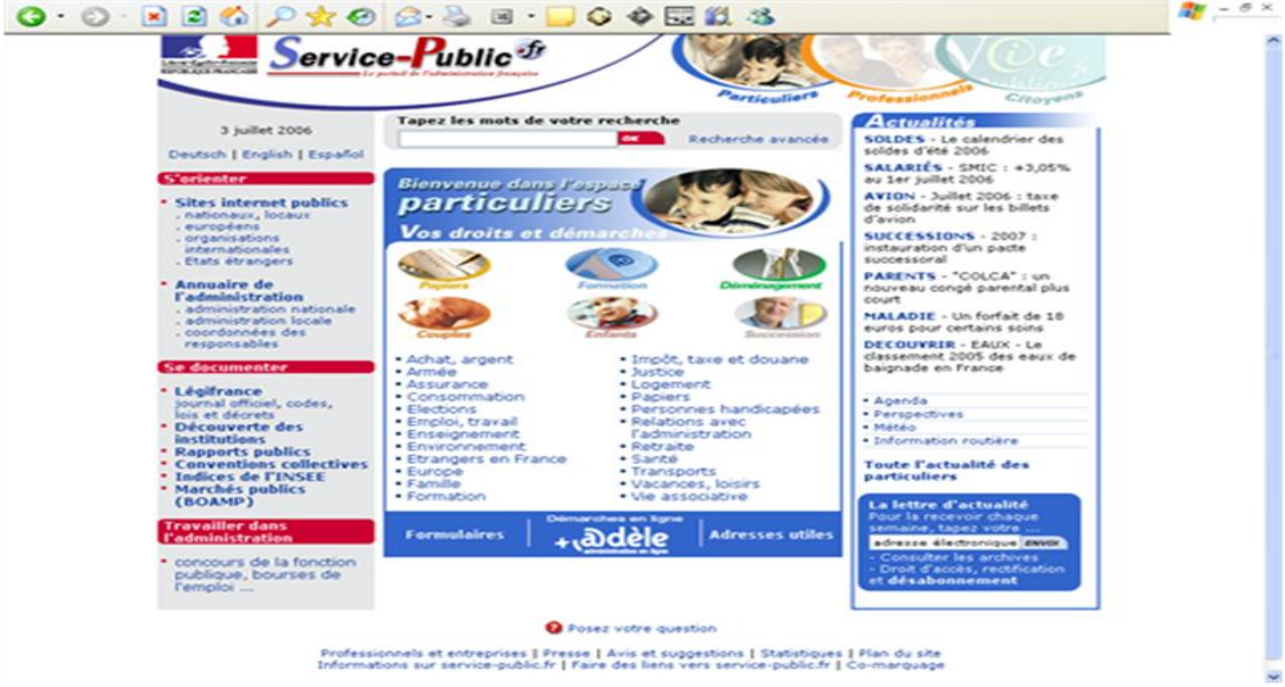 Service-Public.fr
Le portail de l'administration française
Liberté • Égalité • Fraternité
RÉPUBLIQUE FRANÇAISE
Particuliers
Professionnels
Citoyens
3 juillet 2006
Deutsch | English | Español
S'orienter
Sites internet publics
. nationaux, locaux
. européens
. organisations
internationales
. Etats étrangers
Annuaire de
l'administration
. administration nationale
. administration locale
. coordonnées des
responsables
Se documenter
Légifrance
journal officiel, codes,
lois et décrets
Découverte des
institutions
Rapports publics
Conventions collectives
Indices de l'INSEE
Marchés publics
(BOAMP)
Travailler dans
l'administration
concours de la fonction
publique, bourses de
l'emploi ...
Tapez les mots de votre recherche
OK
Recherche avancée
Bienvenue dans l'espace
particuliers
Vos droits et démarches
Papiers
Formation
Déménagement
Couples
Enfants
Succession
Achat, argent
Armée
Assurance
Consommation
Elections
Emploi, travail
Enseignement
Environnement
Etrangers en France
Europe
Famille
Formation
Impôt, taxe et douane
Justice
Logement
Papiers
Personnes handicapées
Relations avec
l'administration
Retraite
Santé
Transports
Vacances, loisirs
Vie associative
Formulaires
Démarches en ligne
adèle
administration en ligne
Adresses utiles
Actualités
SOLDES - Le calendrier des
soldes d'été 2006
SALARIÉS - SMIC : +3,05%
au 1er juillet 2006
AVION - Juillet 2006 : taxe
de solidarité sur les billets
d'avion
SUCCESSIONS - 2007 :
instauration d'un pacte
successoral
PARENTS - "COLCA" : un
nouveau congé parental plus
court
MALADIE - Un forfait de 18
euros pour certains soins
DECOUVRIR - EAUX - Le
classement 2005 des eaux de
baignade en France
Agenda
Perspectives
Météo
Information routière
Toute l'actualité des
particuliers
La lettre d'actualité
Pour la recevoir chaque
semaine, tapez votre ...
adresse électronique ENVOI
- Consulter les archives
- Droit d'accès, rectification
et désabonnement
Posez votre question
Professionnels et entreprises | Presse | Avis et suggestions | Statistiques | Plan du site
Informations sur service-public.fr | Faire des liens vers service-public.fr | Co-marquage